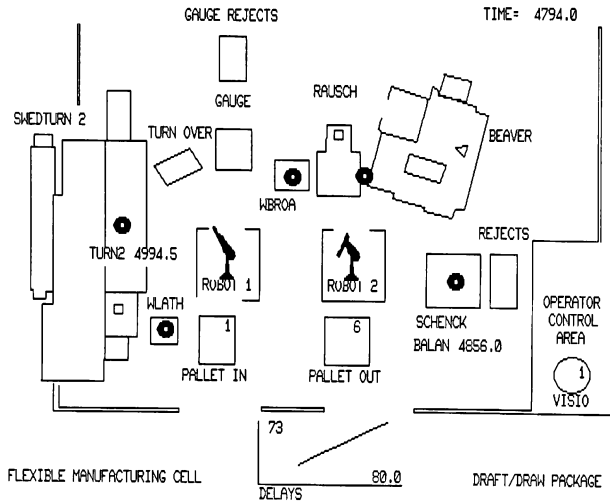 GAUGE REJECTS
TIME= 4794.0
GAUGE
RAUSCH
SWEDTURN 2
TURN OVER
BEAVER
WBROA
REJECTS
TURN2 4994.5
ROBOT 1
ROBOT 2
WLATH
1
6
SCHENCK
BALAN 4856.0
OPERATOR
CONTROL
AREA
1
PALLET IN
PALLET OUT
VISIO
73
80.0
FLEXIBLE MANUFACTURING CELL
DELAYS
DRAFT/DRAW PACKAGE